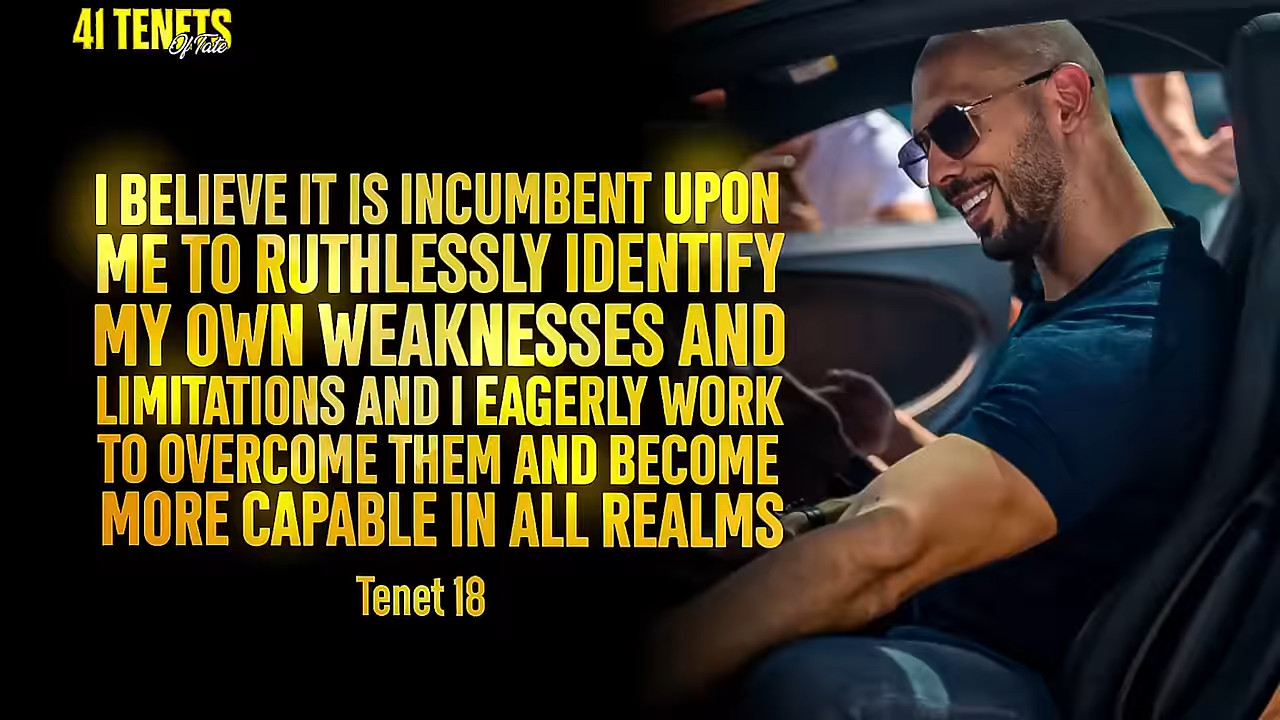 41 TENETS
Of Tate
I BELIEVE IT IS INCUMBENT UPON
ME TO RUTHLESSLY IDENTIFY
MY OWN WEAKNESSES AND
LIMITATIONS AND I EAGERLY WORK
TO OVERCOME THEM AND BECOME
MORE CAPABLE IN ALL REALMS
Tenet 18